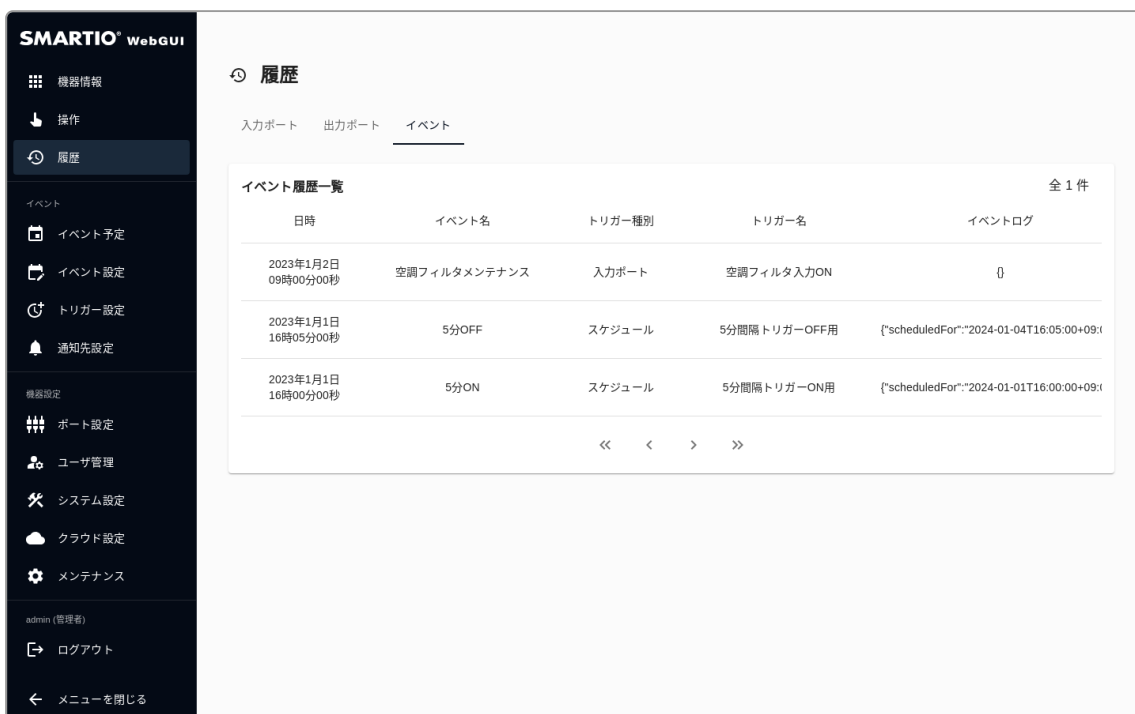 SMARTIO® WebGUI
機器情報
操作
履歴
イベント
イベント予定
イベント設定
トリガー設定
通知先設定
機器設定
ポート設定
ユーザ管理
システム設定
クラウド設定
メンテナンス
admin (管理者)
ログアウト
メニューを閉じる
履歴
入力ポート 出力ポート イベント
イベント履歴一覧 全 1 件
日時 イベント名 トリガー種別 トリガー名 イベントログ
2023年1月2日
09時00分00秒 空調フィルタメンテナンス 入力ポート 空調フィルタ入力ON {}
2023年1月1日
16時05分00秒 5分OFF スケジュール 5分間隔トリガーOFF用 {"scheduledFor":"2024-01-04T16:05:00+09:0
2023年1月1日
16時00分00秒 5分ON スケジュール 5分間隔トリガーON用 {"scheduledFor":"2024-01-01T16:00:00+09:0